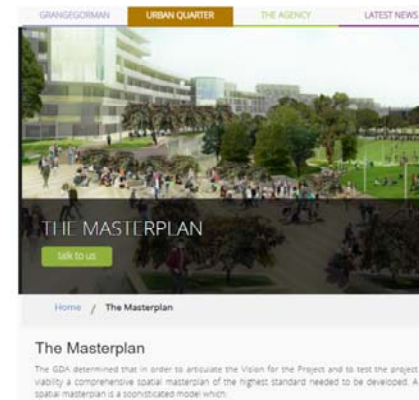 GRANGEGORMAN URBAN QUARTER THE AGENCY LATEST NEWS
THE MASTERPLAN
talk to us
Home / The Masterplan
The Masterplan
The GDA determined that in order to articulate the Vision for the Project and to test the project
viability a comprehensive spatial masterplan of the highest standard needed to be developed. A
spatial masterplan is a sophisticated model which: